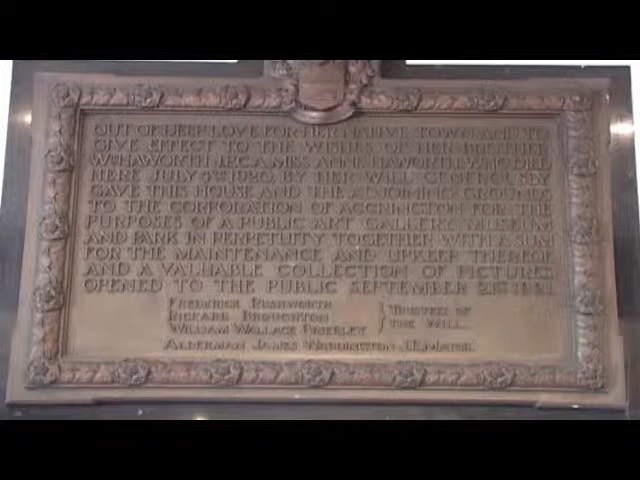 OUT OF DEEP LOVE FOR HER NATIVE TOWN AND TO
GIVE EFFECT TO THE WISHES OF HER BROTHER
WM HAWORTH J.P.C.A. MISS ANNE HAWORTH WHO DIED
HERE JULY 4TH 1920, BY HER WILL GENEROUSLY
GAVE THIS HOUSE AND THE ADJOINING GROUNDS
TO THE CORPORATION OF ACCRINGTON FOR THE
PURPOSES OF A PUBLIC ART GALLERY MUSEUM
AND PARK IN PERPETUITY TOGETHER WITH A SUM
FOR THE MAINTENANCE AND UPKEEP THEREOF
AND A VALUABLE COLLECTION OF PICTURES
OPENED TO THE PUBLIC SEPTEMBER 21ST 1921.
FREDERICK RUSHWORTH
RICHARD BROUGHTON
WILLIAM WALLACE
TRUSTEES OF
THE WILL
ALDERMAN JAMES WADDINGTON J.P. MAYOR